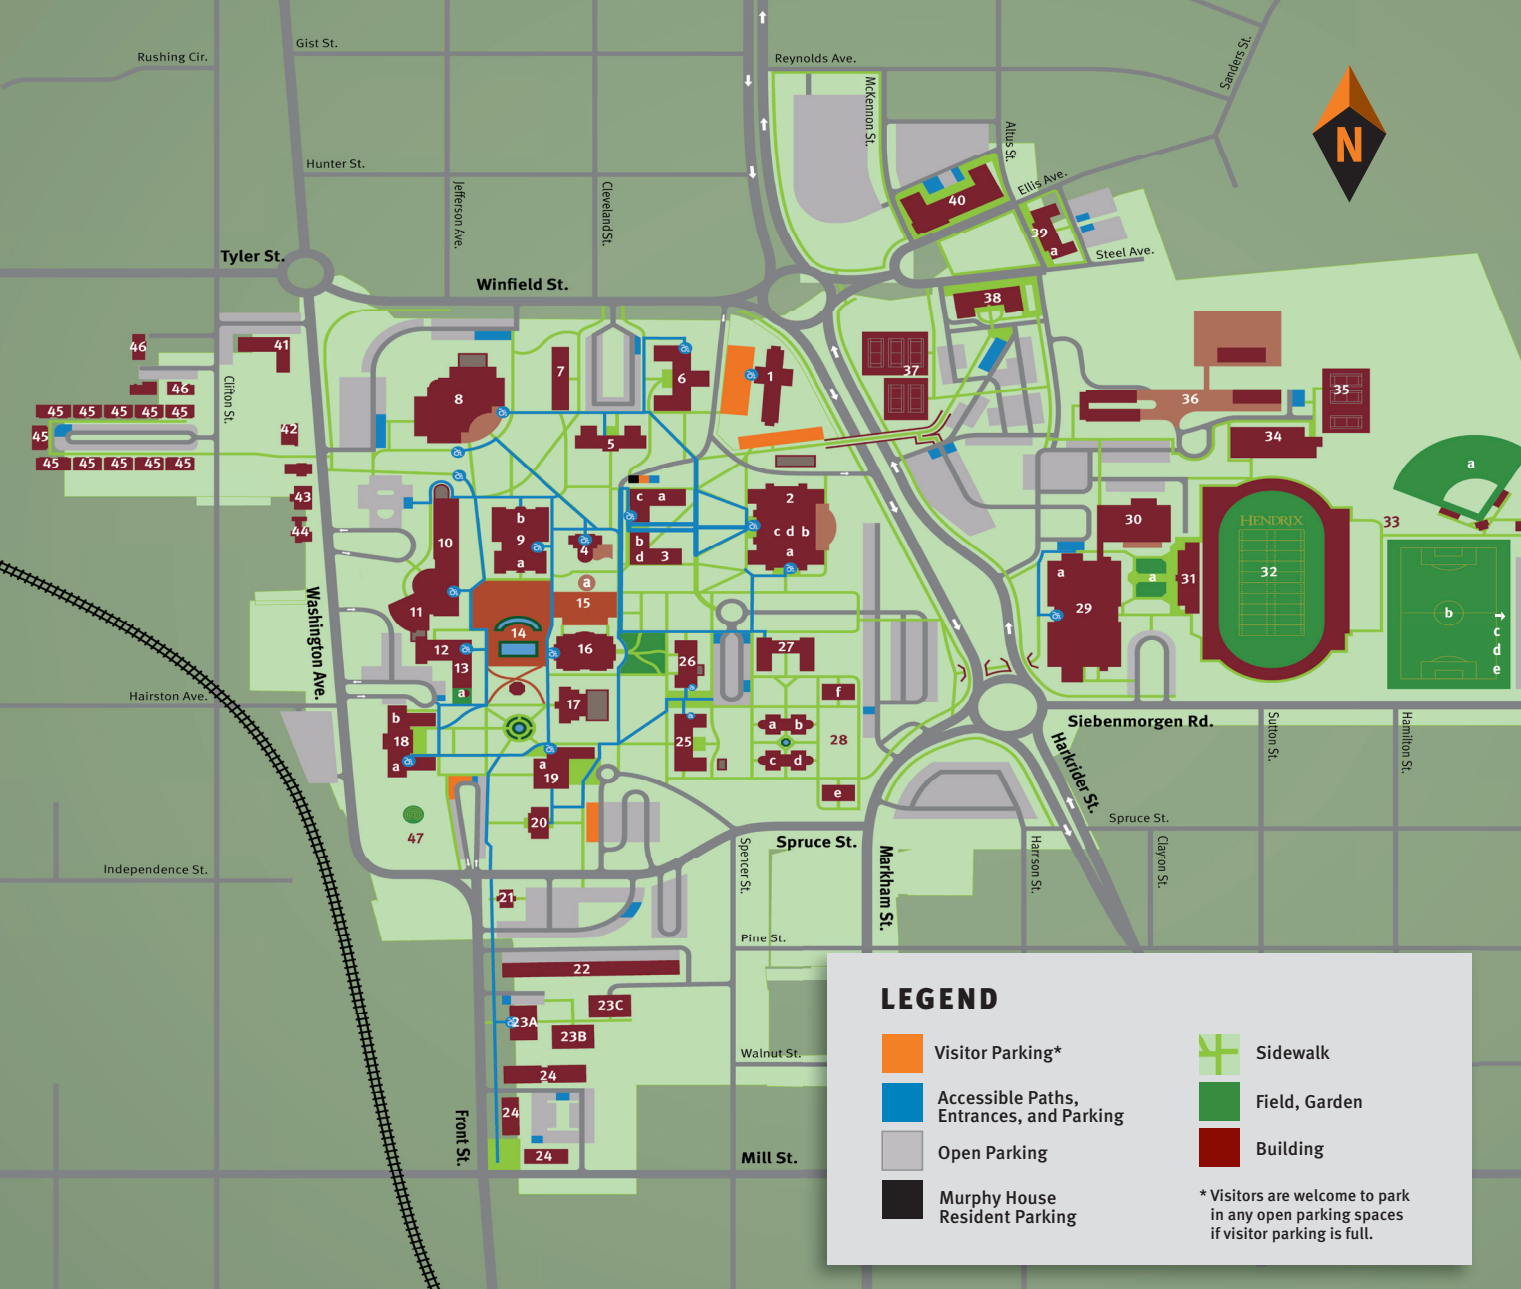 Gist St.
Rushing Cir.
Reynolds Ave.
Sanders St.
McKennon St.
Altus St.
N
Hunter St.
Jefferson Ave.
Cleveland St.
Ellis Ave.
40
39
a
Steel Ave.
Tyler St.
Winfield St.
38
46
41
37
7
6
1
8
46
36
35
Clifton St.
45 45 45 45 45
45
42
5
34
45 45 45 45 45
a
43
44
c a
2
b
9
a
10
b
d 3
4
c d b
a
30
HENDRIX
33
32
a
29
a
31
b
c
d
e
Washington Ave.
11
a
15
14
12
13
a
16
26
27
17
f
Hairston Ave.
b
18
a
25
a b
28
c d
e
a
19
Siebenmorgen Rd.
Harkrider St.
Sutton St.
Hamilton St.
47
20
Spruce St.
Spruce St.
Independence St.
Spencer St.
Markham St.
Harrson St.
Clayon St.
21
Pine St.
22
23C
23A
23B
Walnut St.
24
24
24
Front St.
Mill St.
LEGEND
Visitor Parking*
Accessible Paths,
Entrances, and Parking
Open Parking
Murphy House
Resident Parking
Sidewalk
Field, Garden
Building
* Visitors are welcome to park
in any open parking spaces
if visitor parking is full.